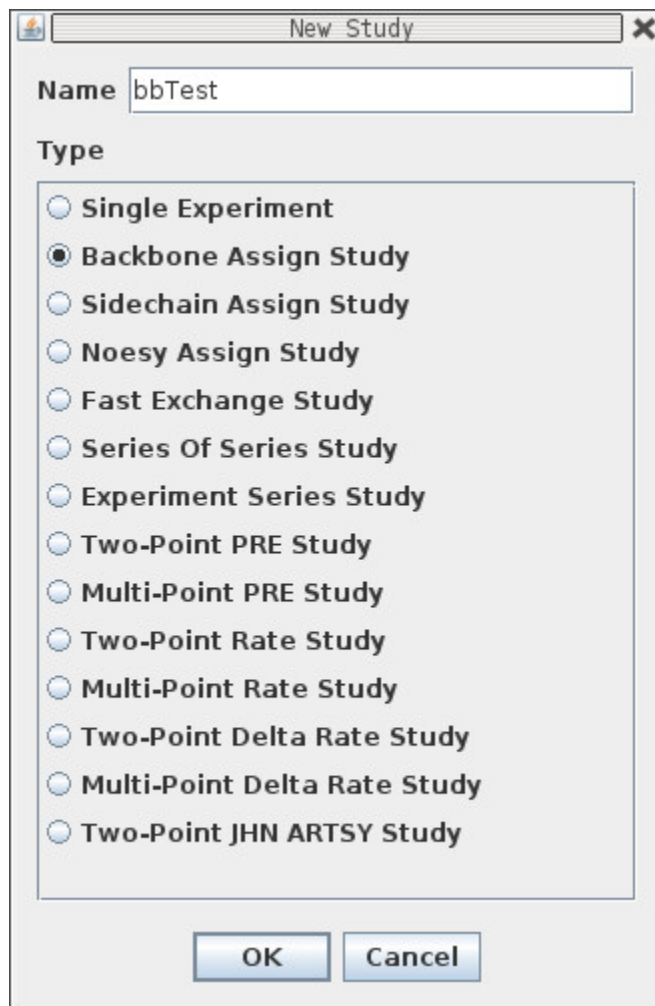 New Study
Name bbTest
Type
Single Experiment
Backbone Assign Study
Sidechain Assign Study
Noesy Assign Study
Fast Exchange Study
Series Of Series Study
Experiment Series Study
Two-Point PRE Study
Multi-Point PRE Study
Two-Point Rate Study
Multi-Point Rate Study
Two-Point Delta Rate Study
Multi-Point Delta Rate Study
Two-Point JHN ARTSY Study
OK Cancel